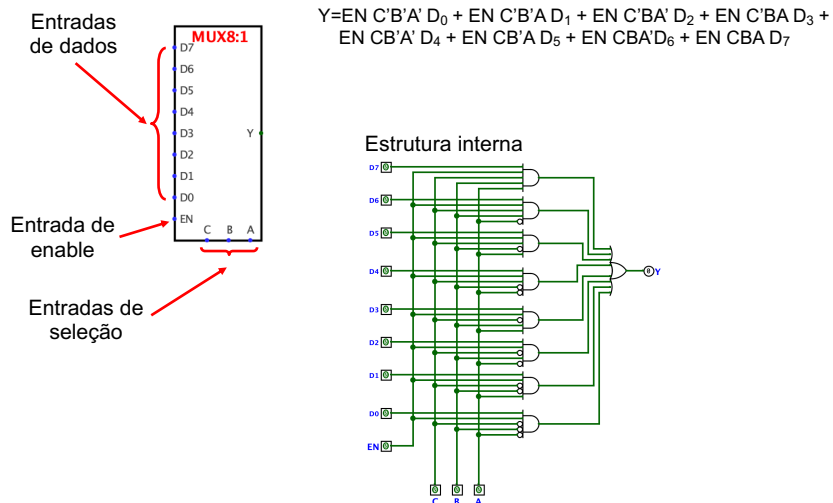 Entradas
de dados
MUX8:1
D7
D6
D5
D4
D3
Y
D2
D1
D0
EN
C B A
Entrada de
enable
Entradas de
seleção
Y=EN C'B'A' D0 + EN C'B'A D1 + EN C'BA' D2 + EN C'BA D3 +
EN CB'A' D4 + EN CB'A D5 + EN CBA'D6 + EN CBA D7
Estrutura interna
D7
D6
D5
D4
Y
D3
D2
D1
D0
EN
C B A